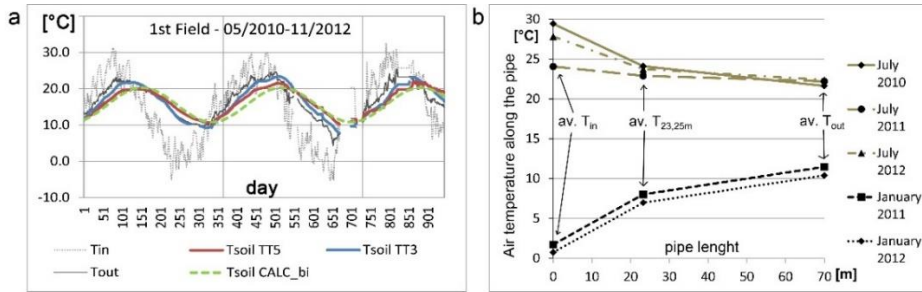 a
[°C]
1st Field - 05/2010-11/2012
30.0
20.0
10.0
0.0
-10.0
day
1 51 101 151 201 251 301 351 401 451 501 551 601 651 701 751 801 851 901
Tin
Tsoil TT5
Tsoil TT3
Tout
Tsoil CALC_bi
b
Air temperature along the pipe
30
[°C]
25
20
15
10
5
0
av. Tin
av. T23,25m
av. Tout
pipe lenght
0 10 20 30 40 50 60 70 [m]
July
2010
July
2011
July
2012
January
2011
January
2012